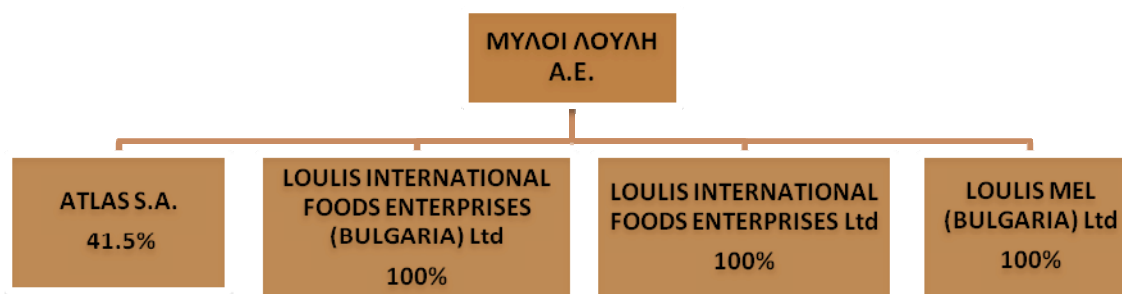 ΜΥΛΟΙ ΛΟΥΛΗ
Α.Ε.
ATLAS S.A.
41.5%
LOULIS INTERNATIONAL
FOODS ENTERPRISES
(BULGARIA) Ltd
100%
LOULIS INTERNATIONAL
FOODS ENTERPRISES Ltd
100%
LOULIS MEL
(BULGARIA) Ltd
100%